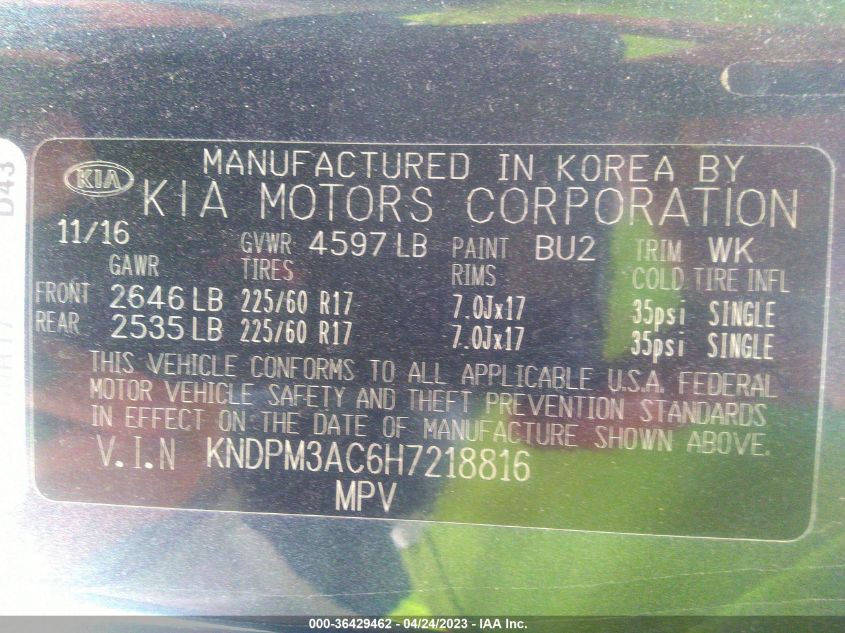 D43
KIA
MANUFACTURED IN KOREA BY
KIA MOTORS CORPORATION
11/16 GVWR 4597 LB PAINT BU2 TRIM WK
GAWR TIRES RIMS COLD TIRE INFL
FRONT 2646 LB 225/60 R17 7.0Jx17 35psi SINGLE
REAR 2535 LB 225/60 R17 7.0Jx17 35psi SINGLE
THIS VEHICLE CONFORMS TO ALL APPLICABLE U.S.A. FEDERAL
MOTOR VEHICLE SAFETY AND THEFT PREVENTION STANDARDS
IN EFFECT ON THE DATE OF MANUFACTURE SHOWN ABOVE.
V.I.N KNDPM3AC6H7218816
MPV
000-36429462 - 04/24/2023 - IAA Inc.